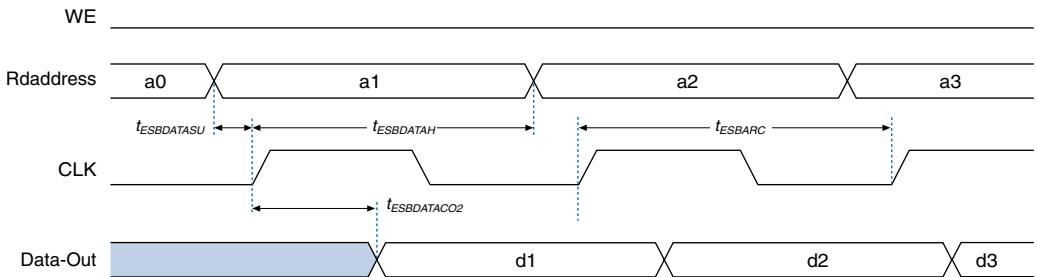 WE
Rdaddress a0 a1 a2 a3
tESBDATASU tESBDATAH tESBARC
CLK
tESBDATACO2
Data-Out d1 d2 d3